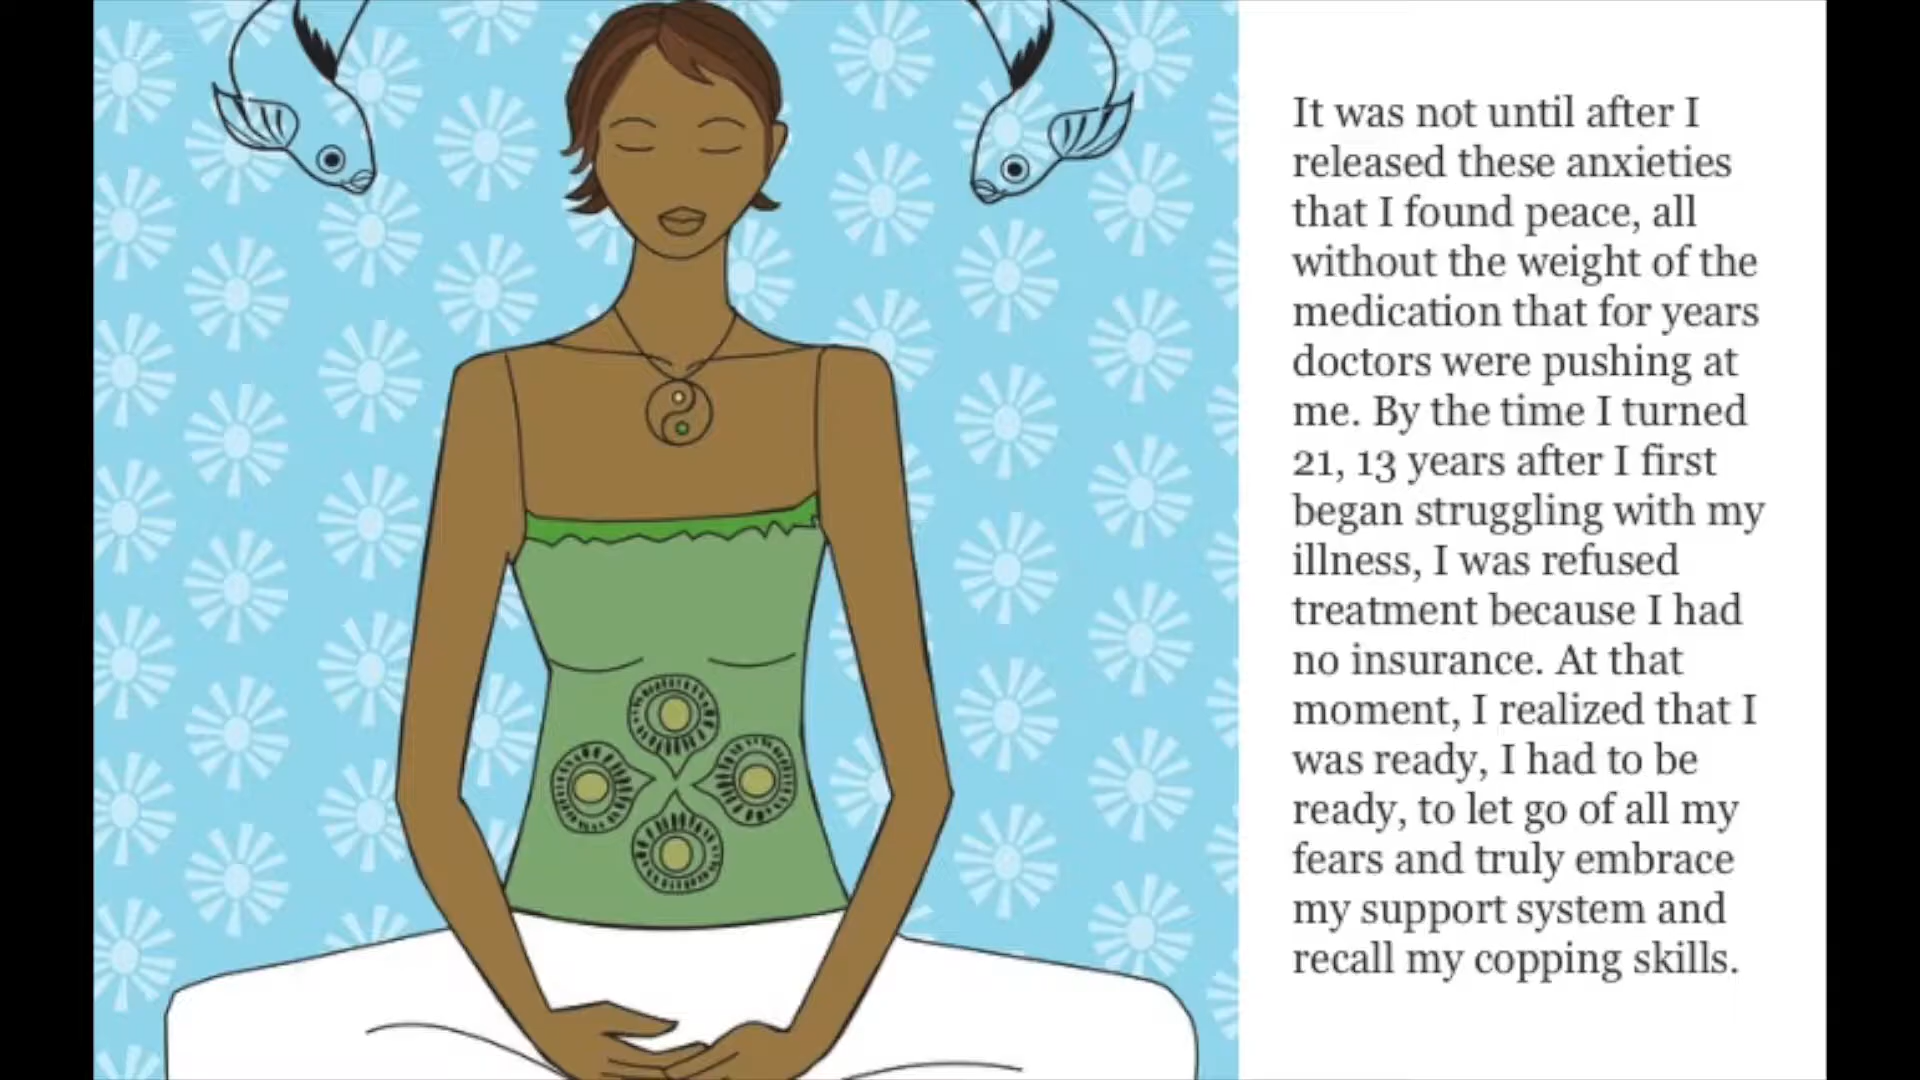 It was not until after I
released these anxieties
that I found peace, all
without the weight of the
medication that for years
doctors were pushing at
me. By the time I turned
21, 13 years after I first
began struggling with my
illness, I was refused
treatment because I had
no insurance. At that
moment, I realized that I
was ready, I had to be
ready, to let go of all my
fears and truly embrace
my support system and
recall my copping skills.